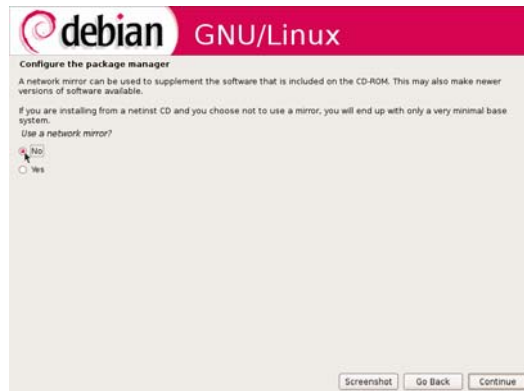 debian GNU/Linux
Configure the package manager
A network mirror can be used to supplement the software that is included on the CD-ROM. This may also make newer
versions of software available.
If you are installing from a netinst CD and you choose not to use a mirror, you will end up with only a very minimal base
system.
Use a network mirror?
No
Yes
Screenshot Go Back Continue